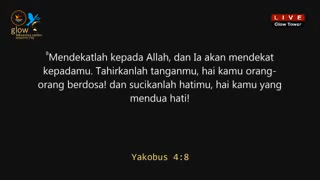 glow
LIVE
Glow Tower
⁸Mendekatlah kepada Allah, dan Ia akan mendekat
kepadamu. Tahirkanlah tanganmu, hai kamu orang-
orang berdosa! dan sucikanlah hatimu, hai kamu yang
mendua hati!
Yakobus 4:8